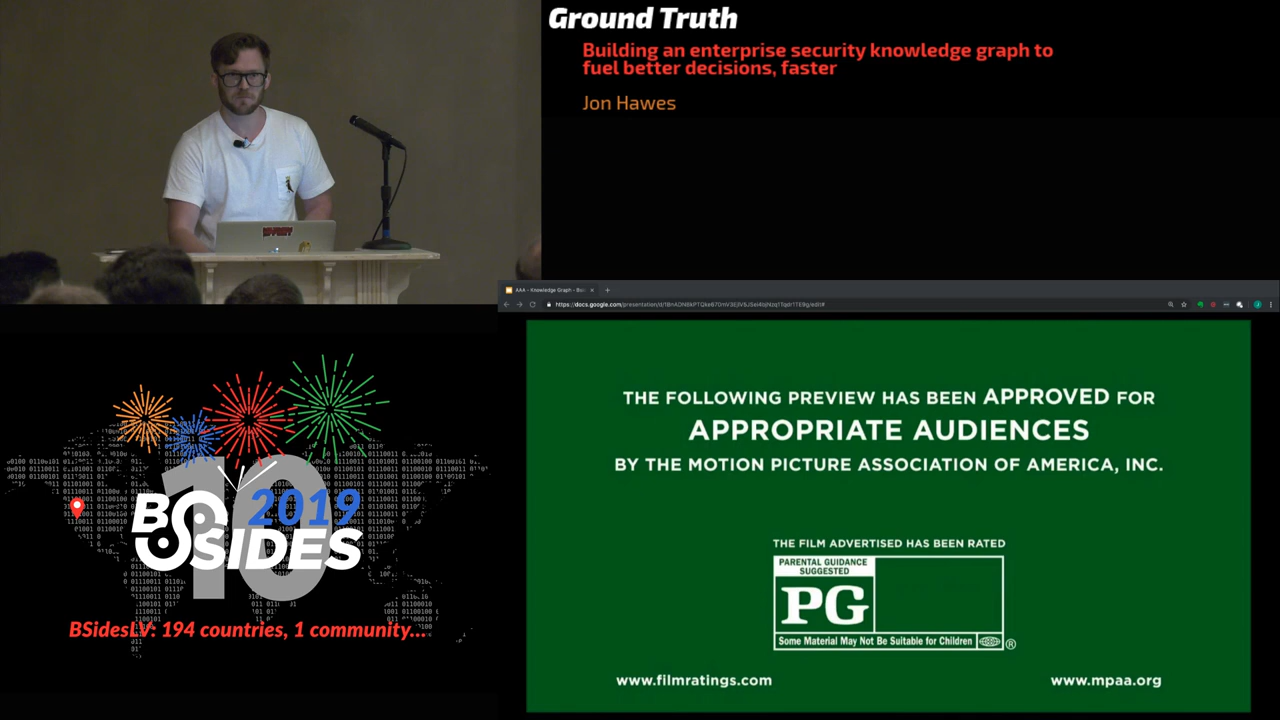 Ground Truth
Building an enterprise security knowledge graph to
fuel better decisions, faster
Jon Hawes
THE FOLLOWING PREVIEW HAS BEEN APPROVED FOR
APPROPRIATE AUDIENCES
BY THE MOTION PICTURE ASSOCIATION OF AMERICA, INC.
THE FILM ADVERTISED HAS BEEN RATED
PARENTAL GUIDANCE
SUGGESTED
PG
Some Material May Not Be Suitable for Children
®
www.filmratings.com
www.mpaa.org
10
2019
BSIDES
BSidesLV: 194 countries, 1 community...